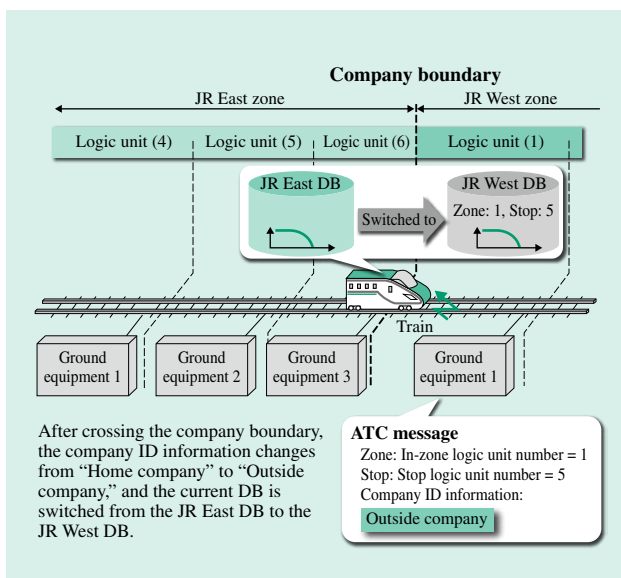 Company boundary
JR East zone
JR West zone
Logic unit (4)
Logic unit (5)
Logic unit (6)
Logic unit (1)
JR East DB
Switched to
JR West DB
Zone: 1, Stop: 5
Train
Ground
equipment 1
Ground
equipment 2
Ground
equipment 3
Ground
equipment 1
After crossing the company boundary,
the company ID information changes
from “Home company” to “Outside
company,” and the current DB is
switched from the JR East DB to the
JR West DB.
ATC message
Zone: In-zone logic unit number = 1
Stop: Stop logic unit number = 5
Company ID information:
Outside company